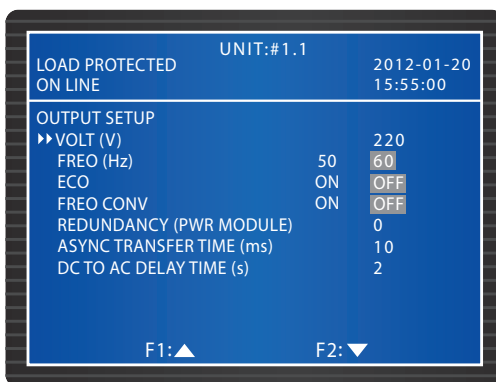 UNIT:#1.1
LOAD PROTECTED 2012-01-20
ON LINE 15:55:00
OUTPUT SETUP
VOLT (V) 220
FREO (Hz) 50 60
ECO ON OFF
FREO CONV ON OFF
REDUNDANCY (PWR MODULE) 0
ASYNC TRANSFER TIME (ms) 10
DC TO AC DELAY TIME (s) 2
F1: F2: